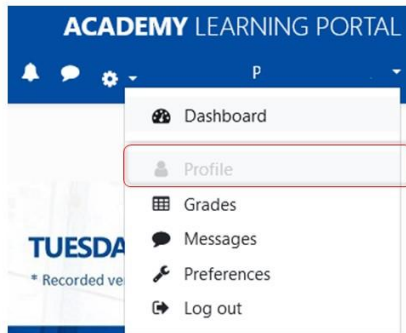 ACADEMY LEARNING PORTAL
P
Dashboard
Profile
Grades
Messages
TUESDA
Preferences
* Recorded ve
Log out